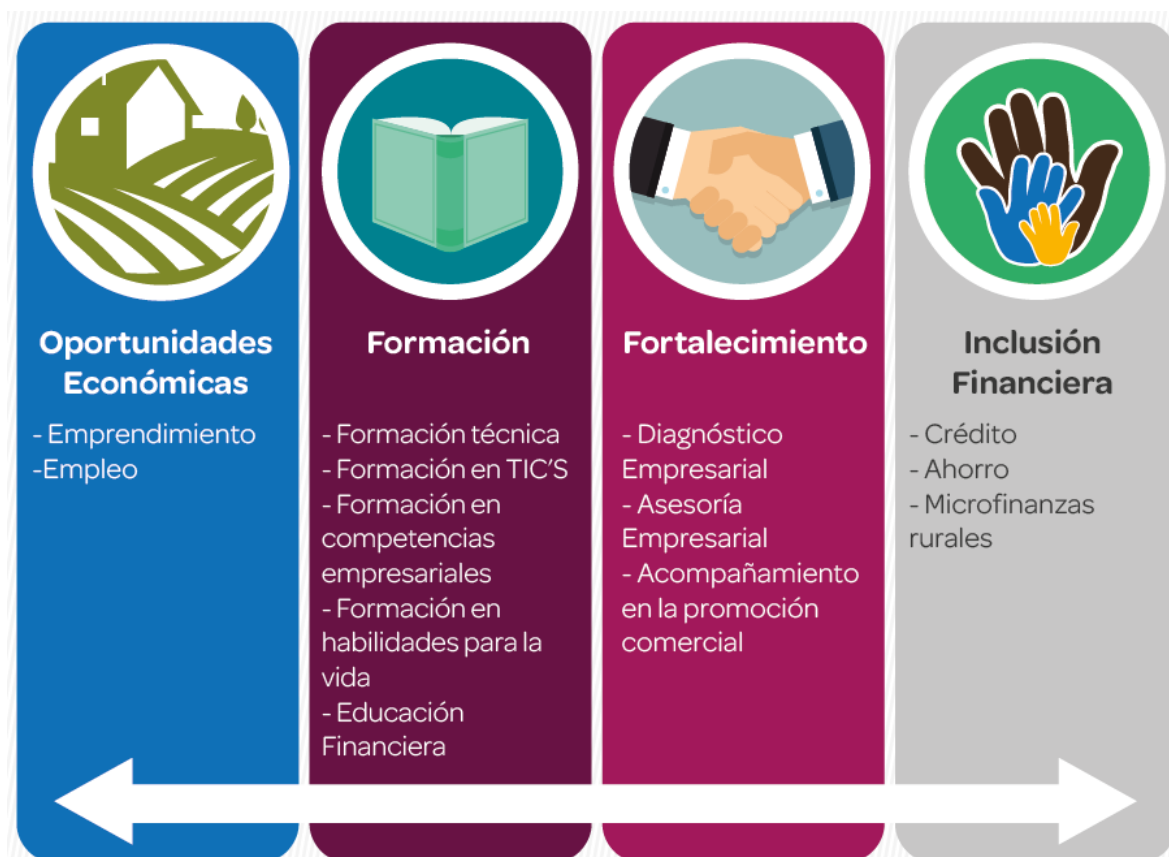 Oportunidades
Económicas
- Emprendimiento
-Empleo
Formación
- Formación técnica
- Formación en TIC'S
- Formación en
competencias
empresariales
- Formación en
habilidades para la
vida
- Educación
Financiera
Fortalecimiento
- Diagnóstico
Empresarial
- Asesoría
Empresarial
- Acompañamiento
en la promoción
comercial
Inclusión
Financiera
- Crédito
- Ahorro
- Microfinanzas
rurales